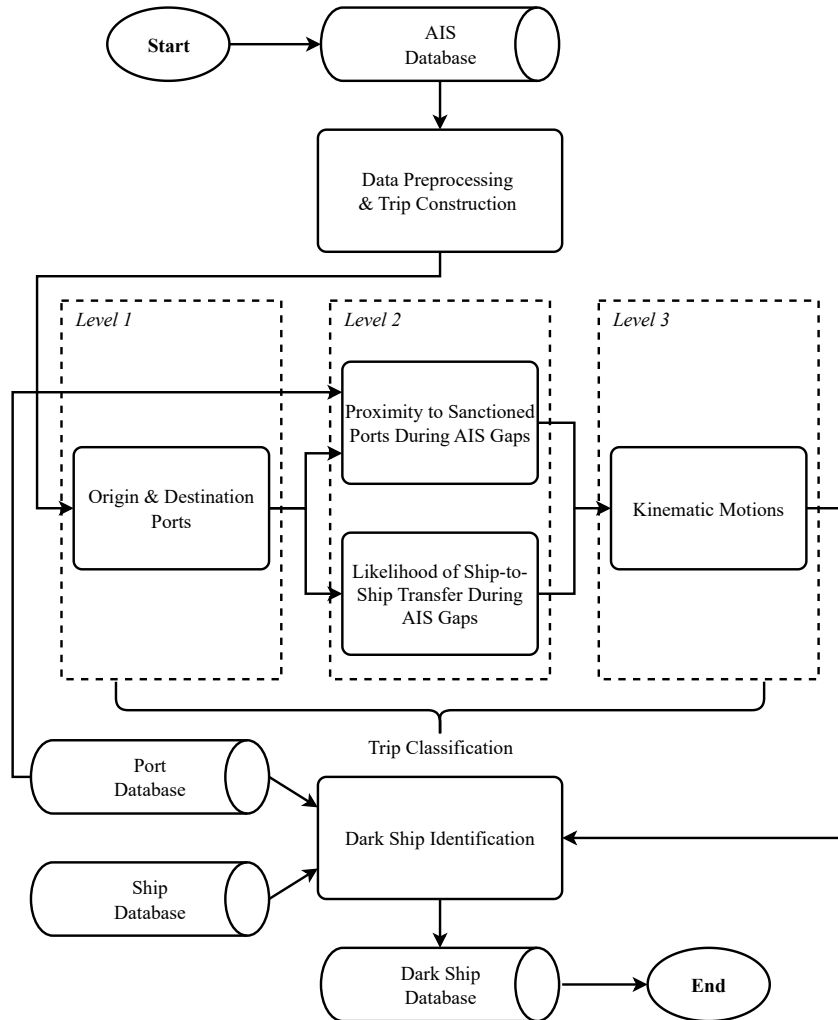 Start
AIS
Database
Data Preprocessing
& Trip Construction
Level 1
Level 2
Level 3
Proximity to Sanctioned
Ports During AIS Gaps
Origin & Destination
Ports
Kinematic Motions
Likelihood of Ship-to-
Ship Transfer During
AIS Gaps
Trip Classification
Port
Database
Dark Ship Identification
Ship
Database
Dark Ship
Database
End